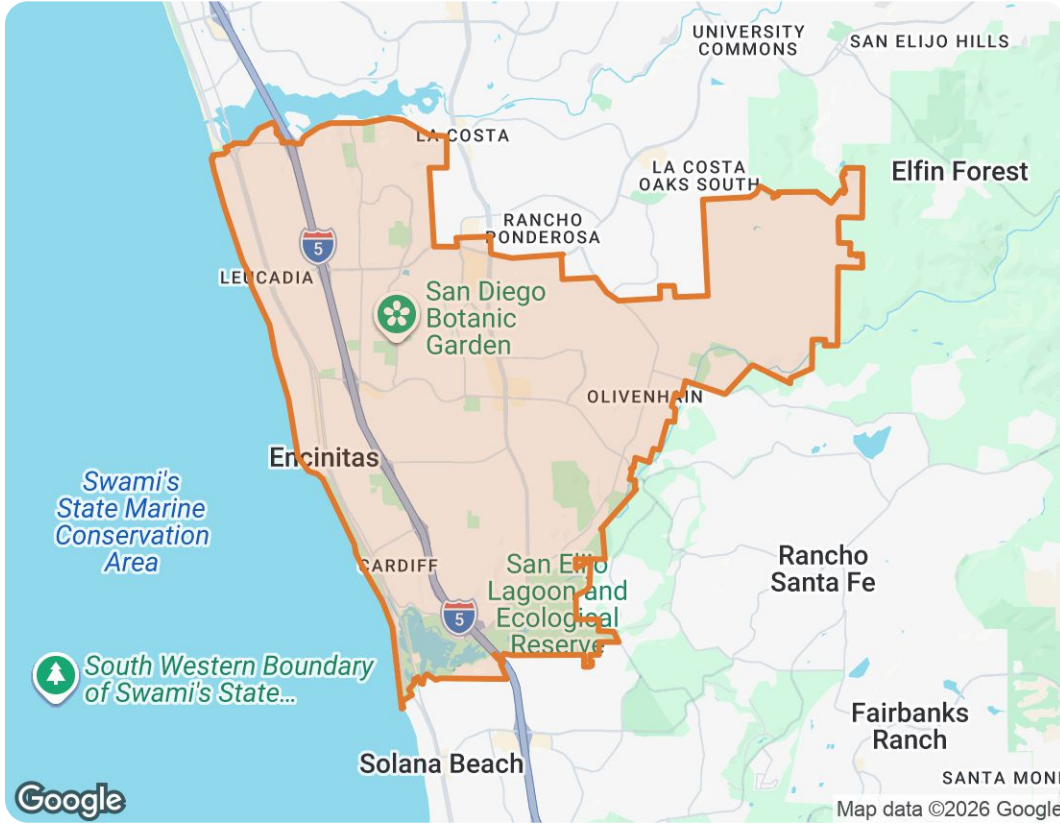 UNIVERSITY
COMMONS
SAN ELIJO HILLS
LA COSTA
LA COSTA
OAKS SOUTH
Elfin Forest
RANCHO
PONDEROSA
5
LEUCADIA
San Diego
Botanic
Garden
OLIVENHAIN
Encinitas
Swami's
State Marine
Conservation
Area
CARDIFF
San Elijo
Lagoon and
Ecological
Reserve
Rancho
Santa Fe
5
South Western Boundary
of Swami's State...
Fairbanks
Ranch
Solana Beach
SANTA MON
Google
Map data ©2026 Google